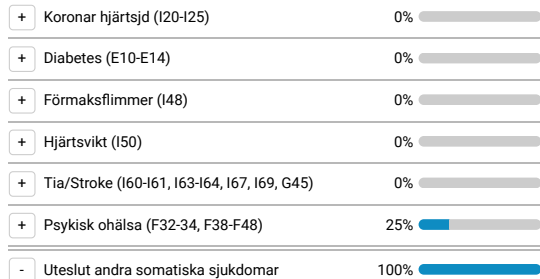 + Koronar hjärtsjd (I20-I25) 0%
+ Diabetes (E10-E14) 0%
+ Förmaksflimmer (I48) 0%
+ Hjärtsvikt (I50) 0%
+ Tia/Stroke (I60-I61, I63-I64, I67, I69, G45) 0%
+ Psykisk ohälsa (F32-34, F38-F48) 25%
- Uteslut andra somatiska sjukdomar 100%